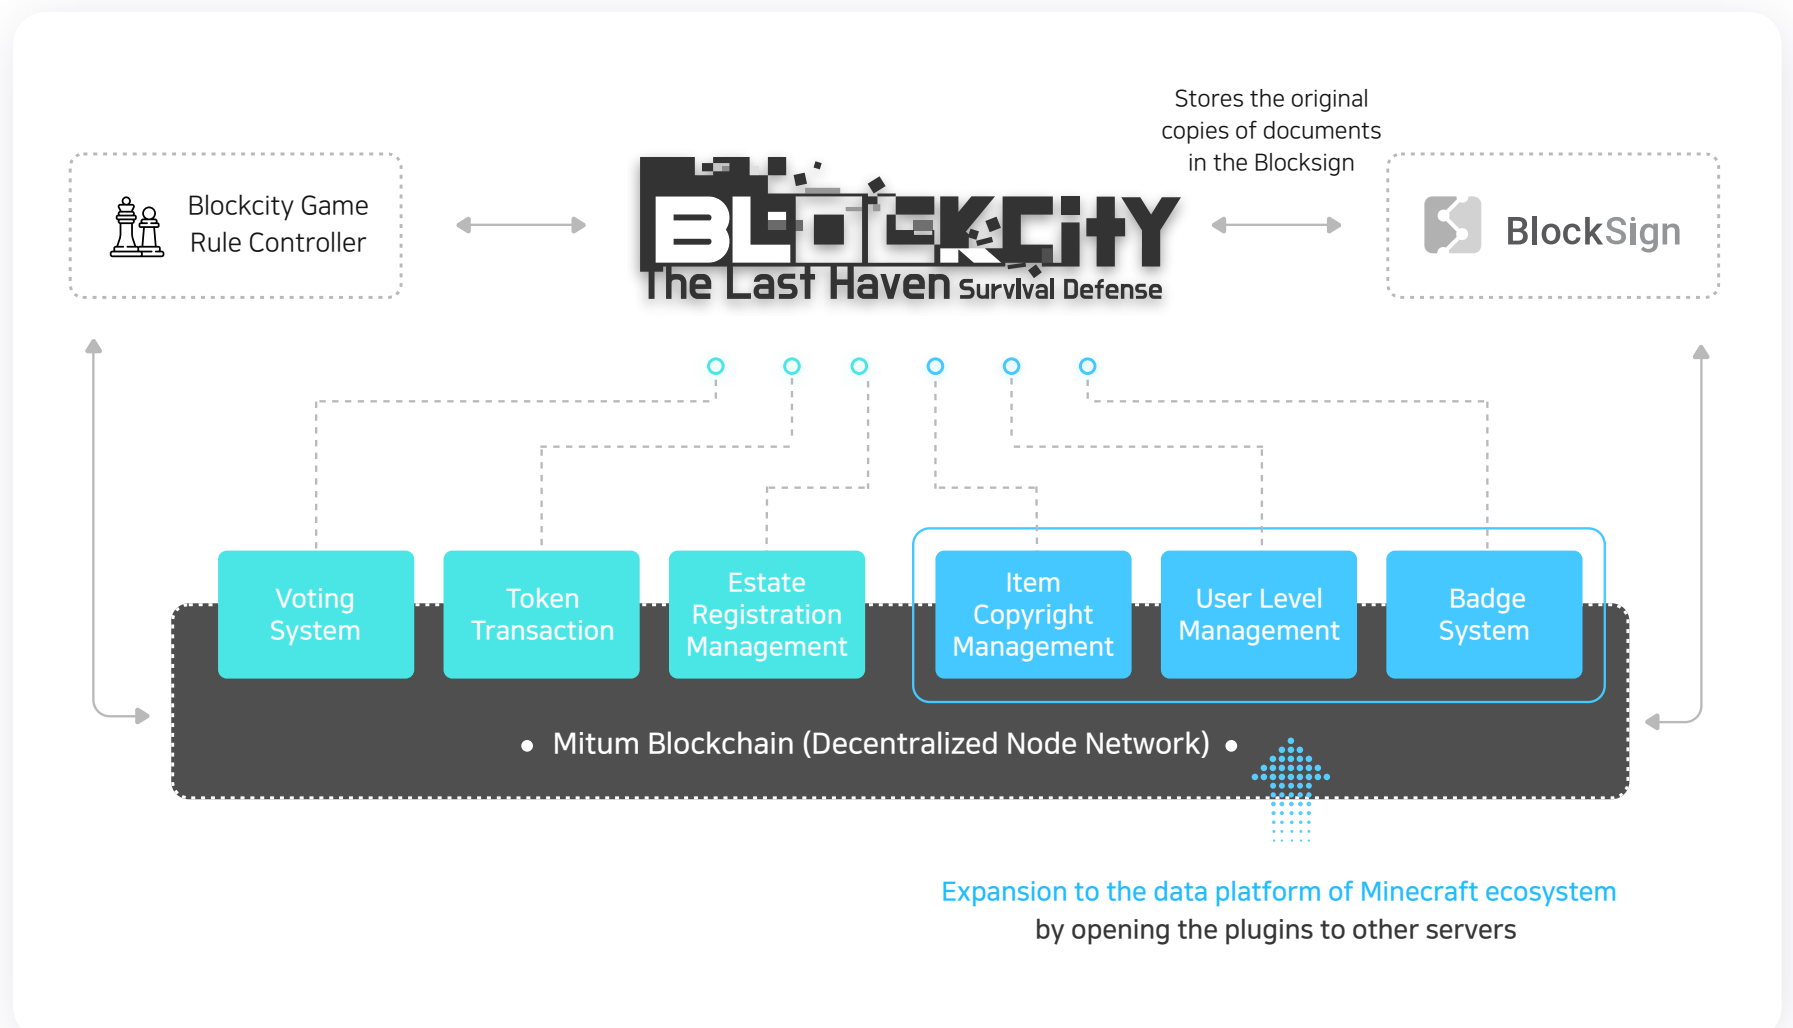 Stores the original
copies of documents
in the Blocksign
Blockcity Game
Rule Controller
BLOCKCitY
The Last Haven Survival Defense
BlockSign
Voting
System
Token
Transaction
Estate
Registration
Management
Item
Copyright
Management
User Level
Management
Badge
System
• Mitum Blockchain (Decentralized Node Network) •
Expansion to the data platform of Minecraft ecosystem
by opening the plugins to other servers